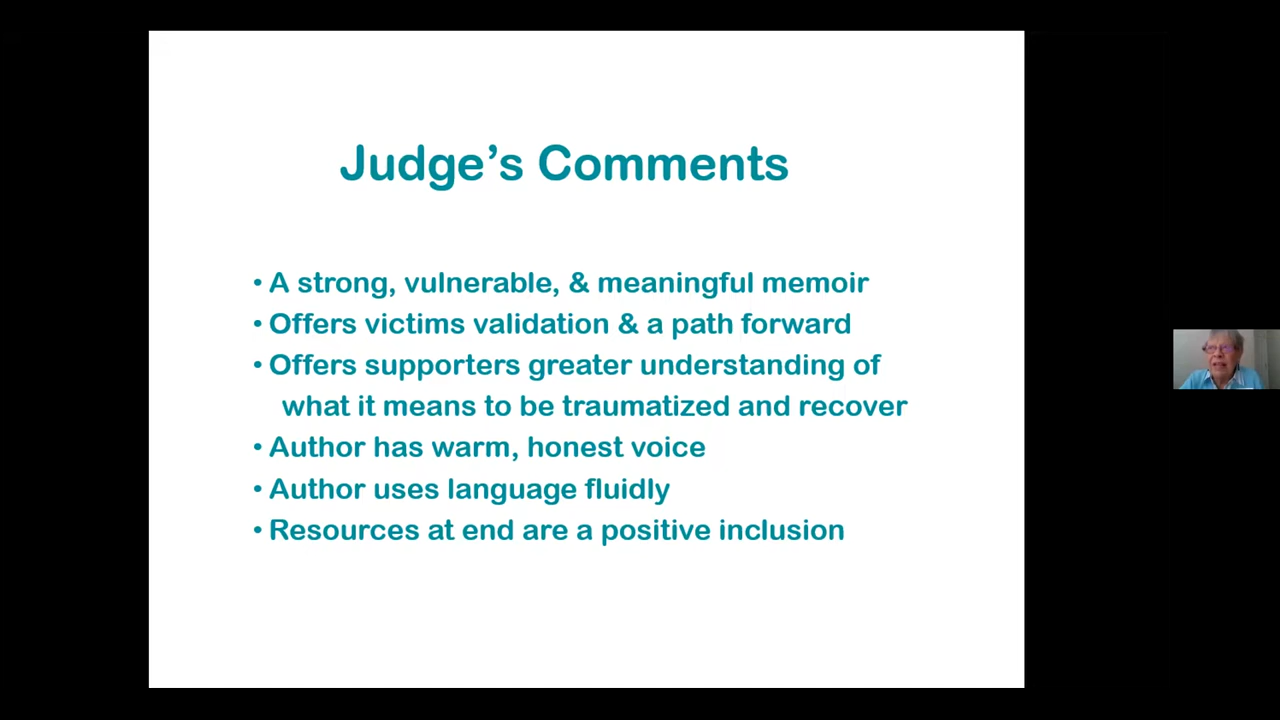 Judge’s Comments
• A strong, vulnerable, & meaningful memoir
• Offers victims validation & a path forward
• Offers supporters greater understanding of
what it means to be traumatized and recover
• Author has warm, honest voice
• Author uses language fluidly
• Resources at end are a positive inclusion